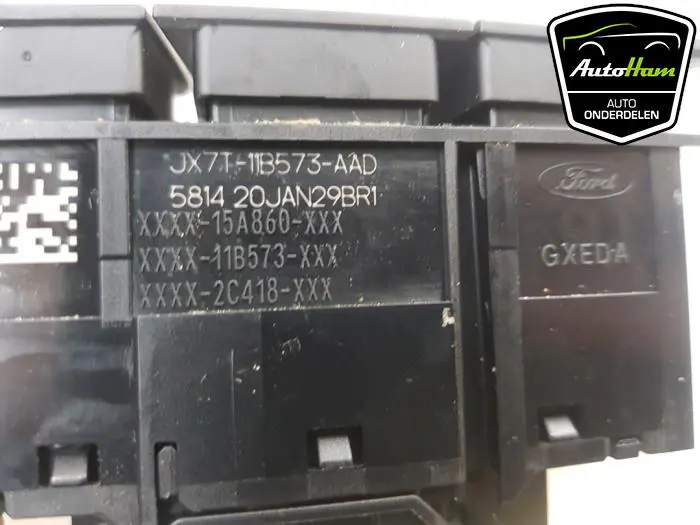 AutoHam
AUTO
ONDERDELEN
JX7T-11B573-AAD
5814 20JAN29BR1
XXXX-15A860-XXX
XXXX-11B573-XXX
XXXX-2C418-XXX
Ford
GXEDA